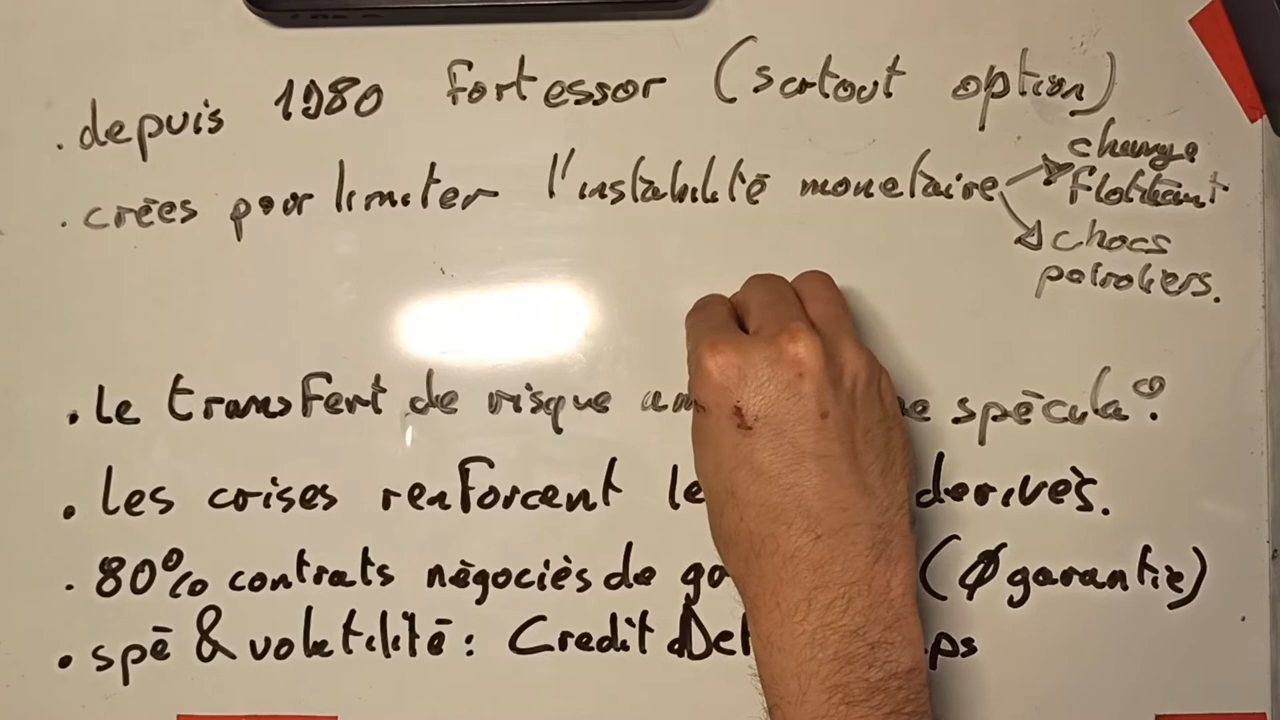 . depuis 1980 fort essor (surtout option)
. crées pour limiter l'instabilité monetaire
change
flottant
chocs
petroliers.
. le transfert de risque spécula°.
. les crises renforcent derivés.
. 80% contrats négociés de (Ø garantie)
. spé & volatilité : Credit